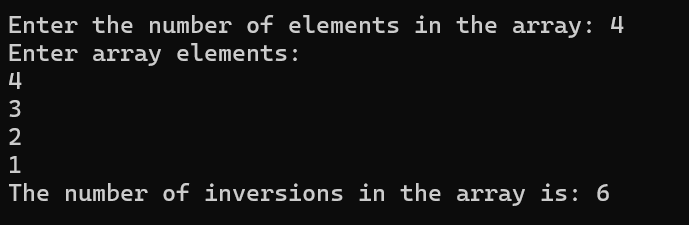 Enter the number of elements in the array: 4
Enter array elements:
4
3
2
1
The number of inversions in the array is: 6